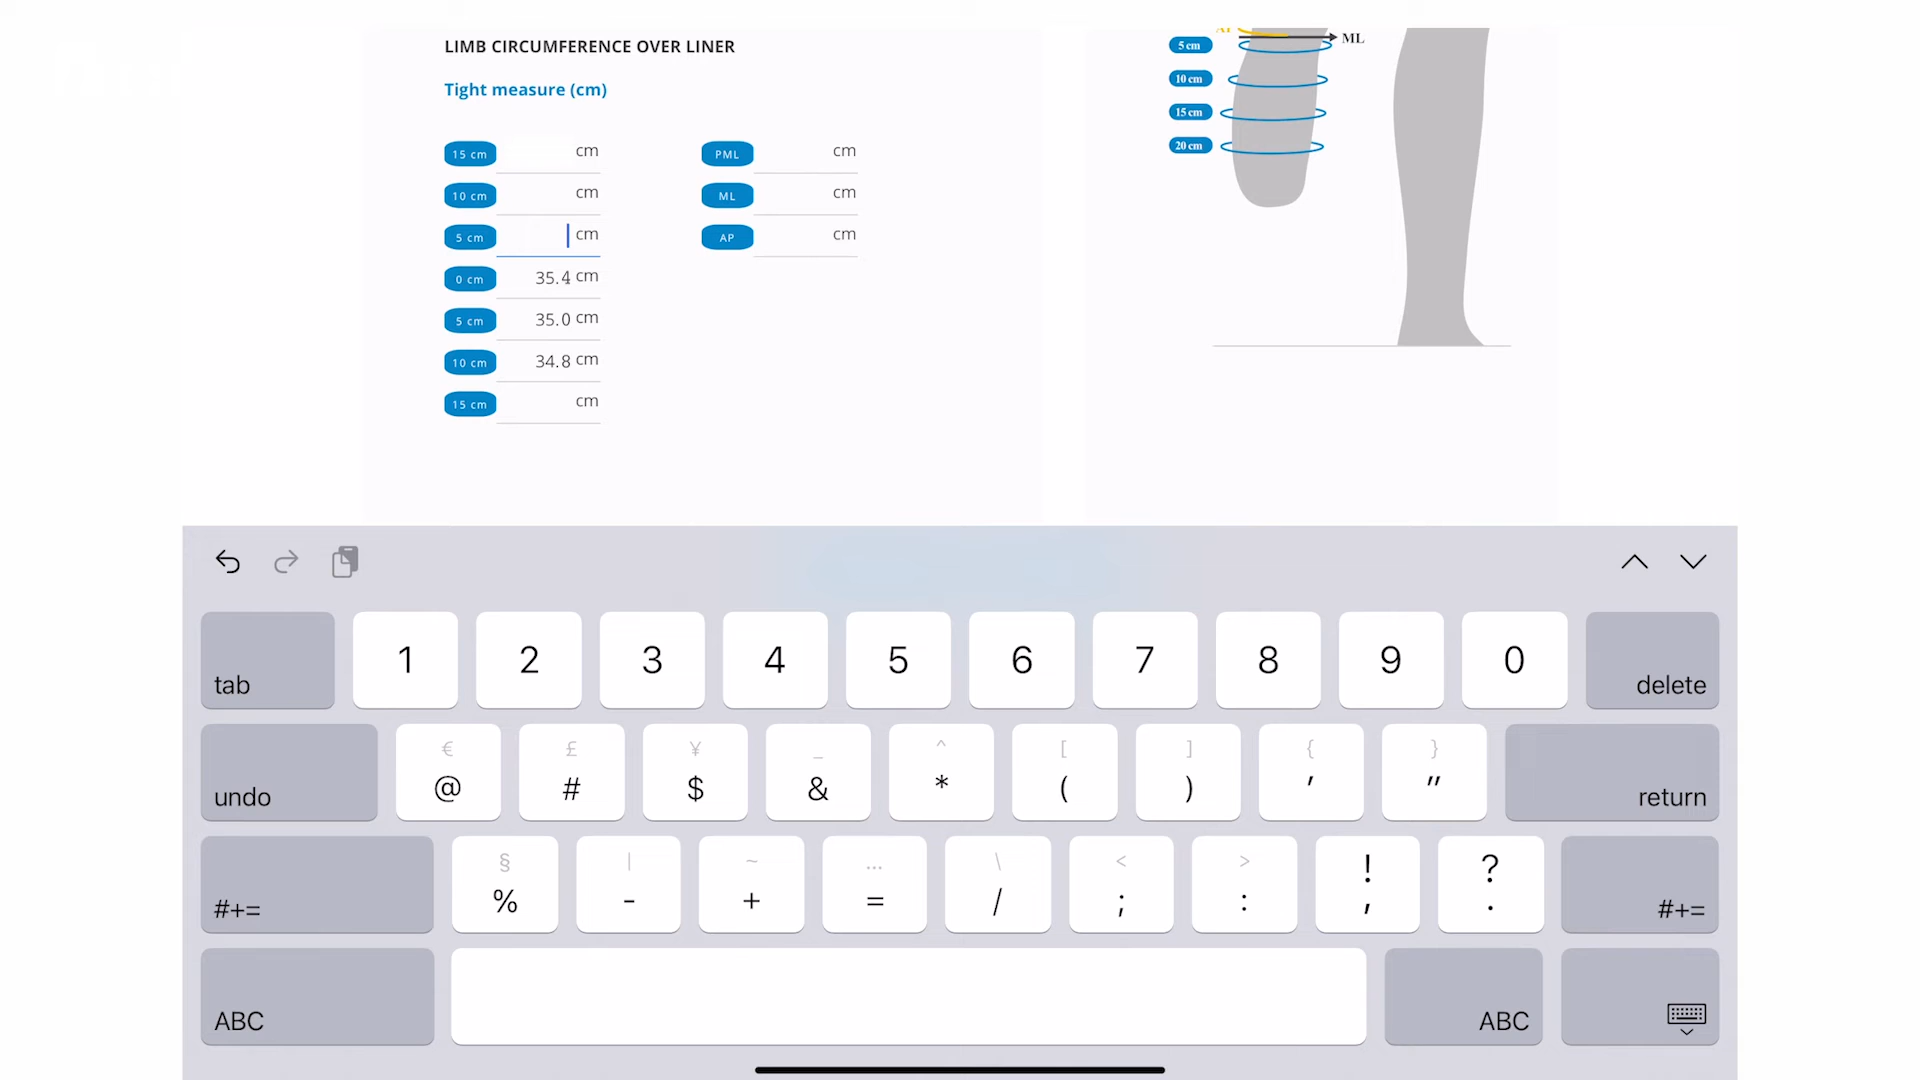 LIMB CIRCUMFERENCE OVER LINER
Tight measure (cm)
15 cm cm
10 cm cm
5 cm cm
0 cm 35.4 cm
5 cm 35.0 cm
10 cm 34.8 cm
15 cm cm
PML cm
ML cm
AP cm
ML
5 cm
10 cm
15 cm
20 cm
tab 1 2 3 4 5 6 7 8 9 0 delete
€ £ ¥ _ ^ [ ] { }
undo @ # $ & * ( ) ' " return
§ | ~ ... \ < > ! ?
#+= % - + = / ; : , . #+=
ABC ABC